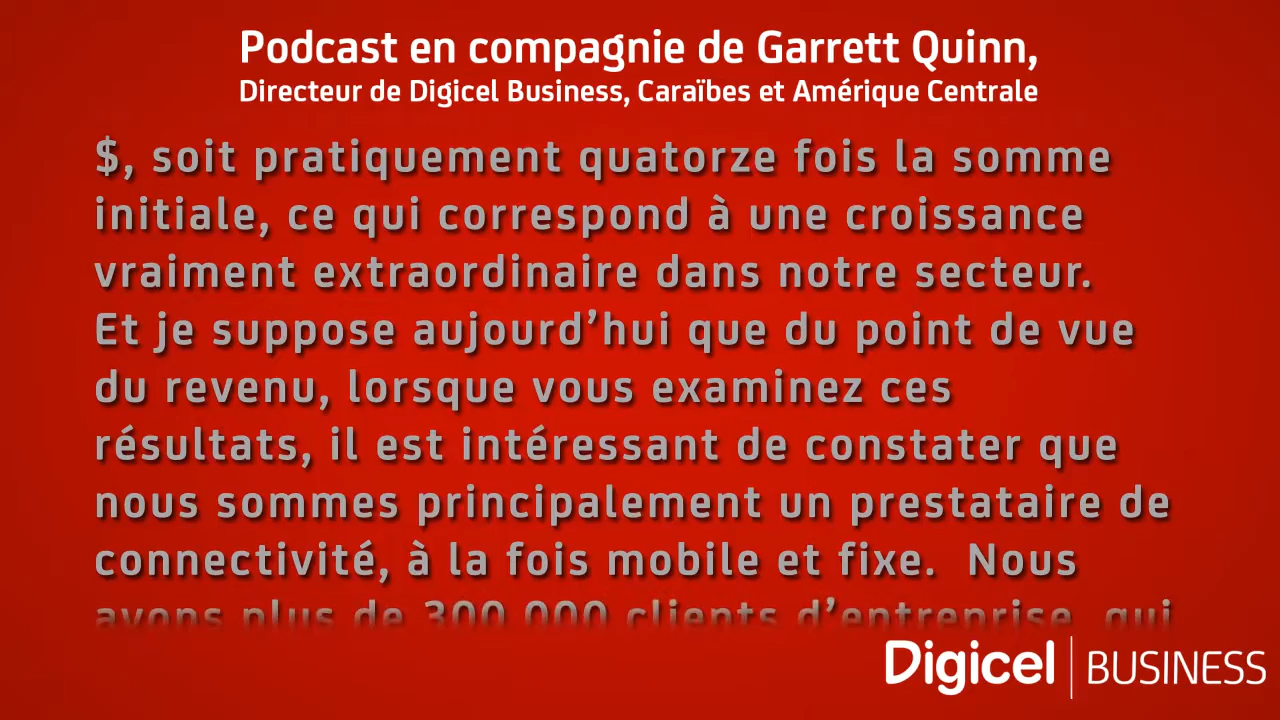 Podcast en compagnie de Garrett Quinn,
Directeur de Digicel Business, Caraïbes et Amérique Centrale
$, soit pratiquement quatorze fois la somme
initiale, ce qui correspond à une croissance
vraiment extraordinaire dans notre secteur.
Et je suppose aujourd’hui que du point de vue
du revenu, lorsque vous examinez ces
résultats, il est intéressant de constater que
nous sommes principalement un prestataire de
connectivité, à la fois mobile et fixe.  Nous
avons plus de 300 000 clients d’entreprise, qui
Digicel | BUSINESS